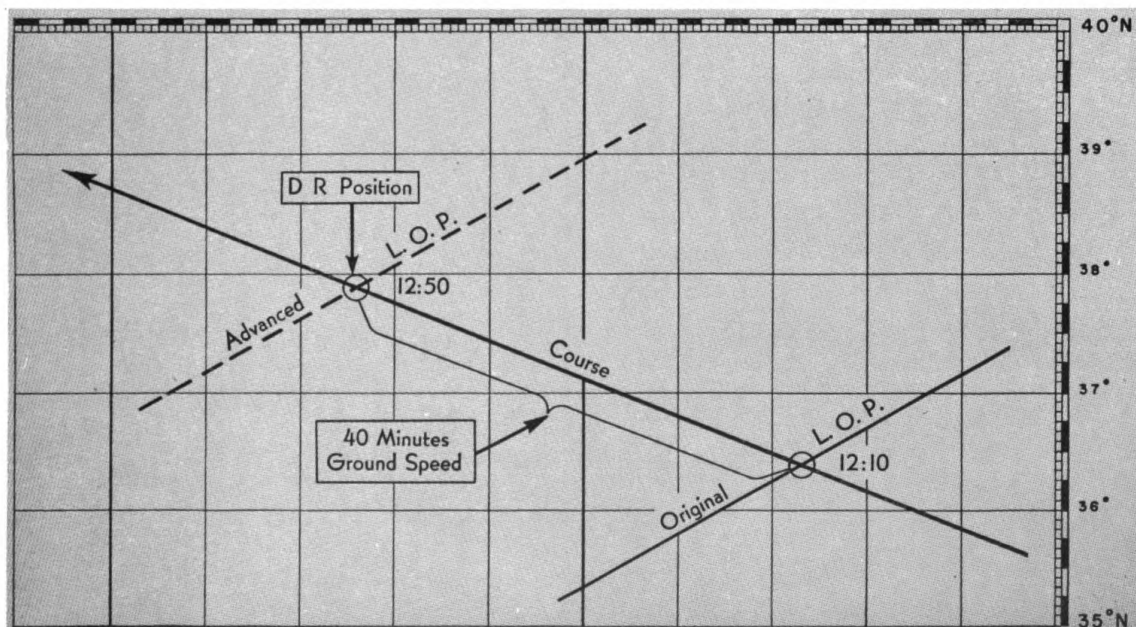 40°N
39°
D R Position
L. O. P.
38°
12:50
Advanced
Course
37°
L. O. P.
40 Minutes
Ground Speed
12:10
Original
36°
35°N